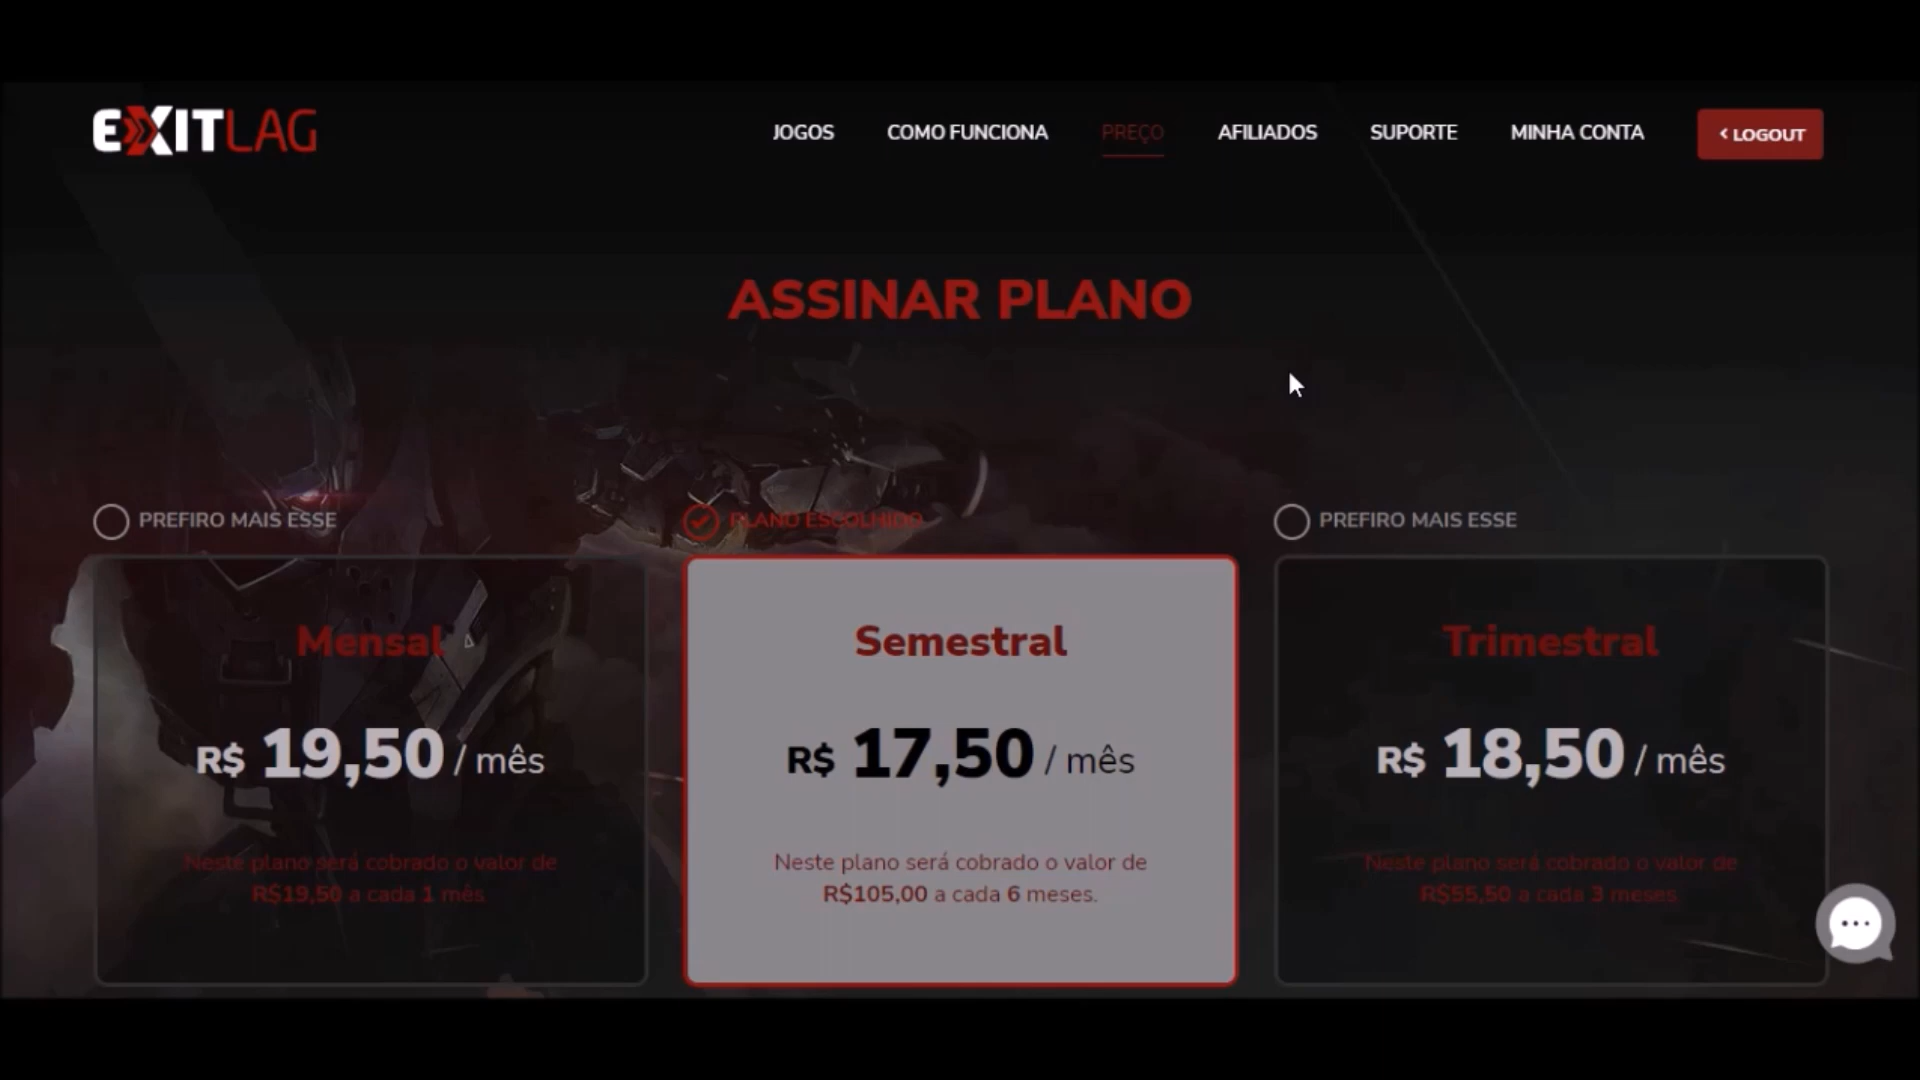 EXITLAG
JOGOS COMO FUNCIONA PREÇO AFILIADOS SUPORTE MINHA CONTA ‹ LOGOUT
ASSINAR PLANO
PREFIRO MAIS ESSE
Mensal
R$ 19,50 / mês
Neste plano será cobrado o valor de
R$19,50 a cada 1 mês.
PLANO ESCOLHIDO
Semestral
R$ 17,50 / mês
Neste plano será cobrado o valor de
R$105,00 a cada 6 meses.
PREFIRO MAIS ESSE
Trimestral
R$ 18,50 / mês
Neste plano será cobrado o valor de
R$55,50 a cada 3 meses.